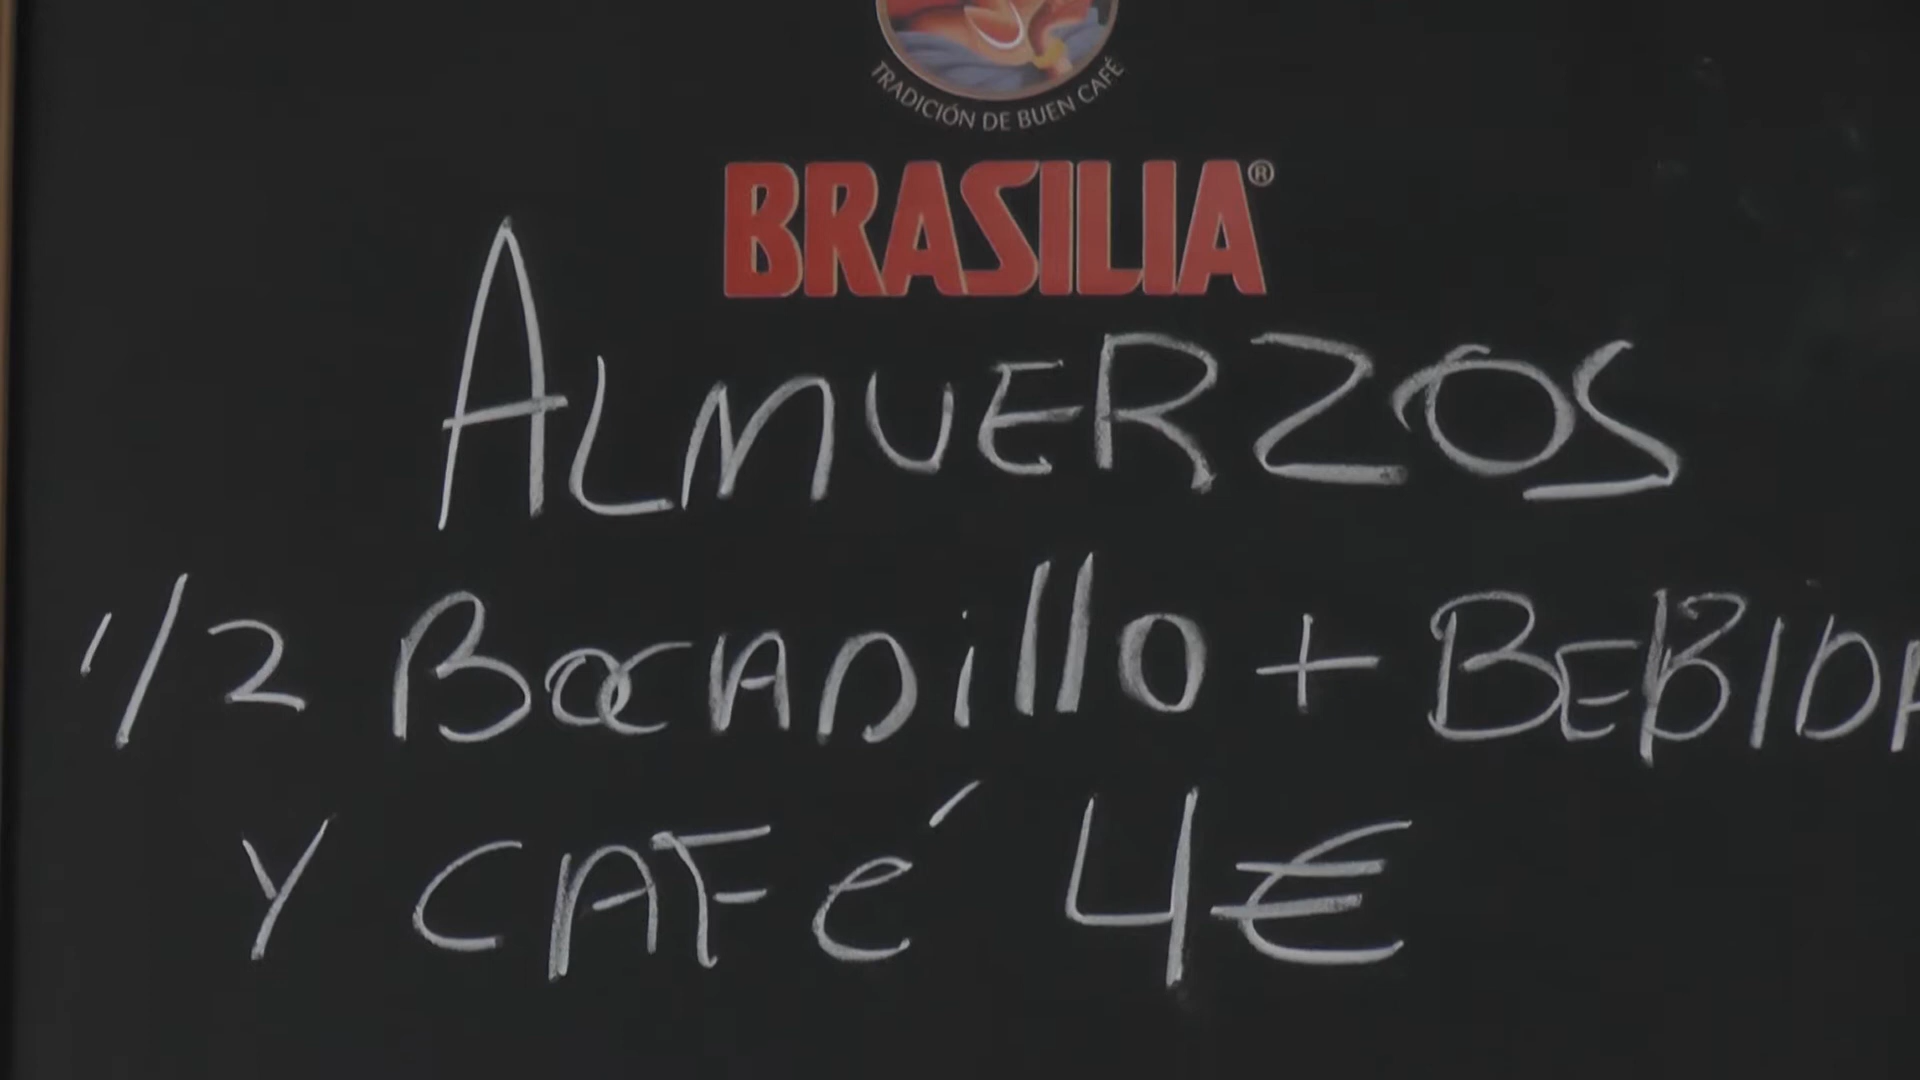 TRADICIÓN DE BUEN CAFÉ
BRASILIA®
ALMUERZOS
1/2 BOCADillO + BEBIDA
Y CAFé 4€